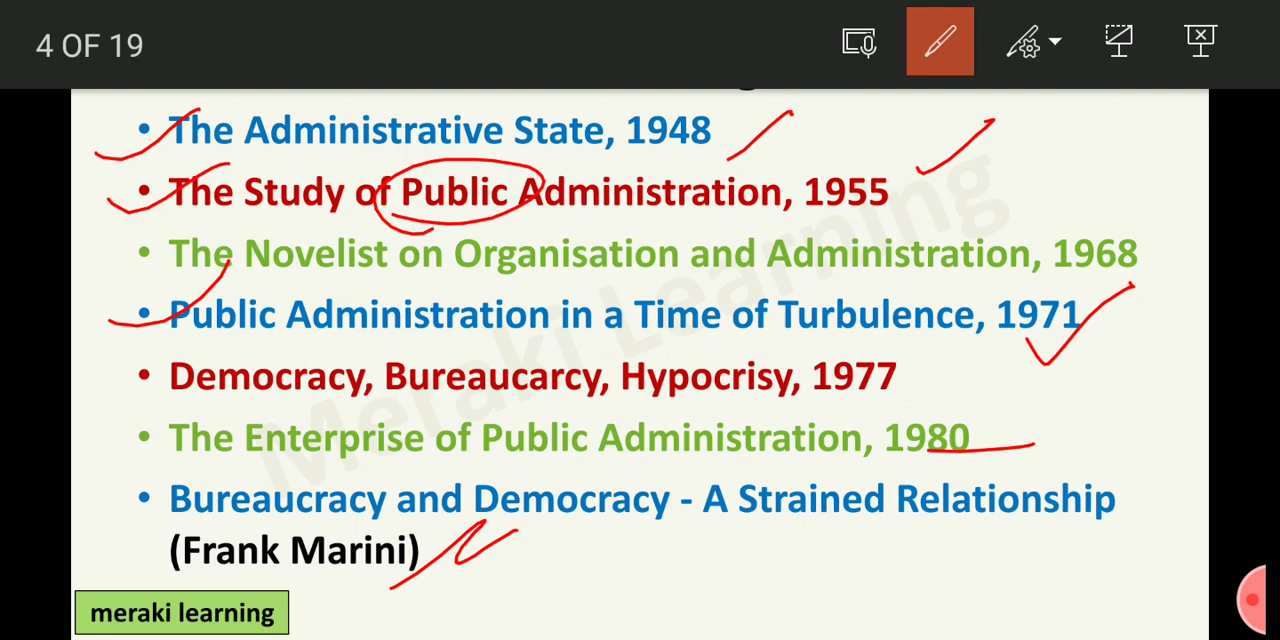 4 OF 19
• The Administrative State, 1948
• The Study of Public Administration, 1955
• The Novelist on Organisation and Administration, 1968
• Public Administration in a Time of Turbulence, 1971
• Democracy, Bureaucarcy, Hypocrisy, 1977
• The Enterprise of Public Administration, 1980
• Bureaucracy and Democracy - A Strained Relationship
(Frank Marini)
Meraki Learning
meraki learning